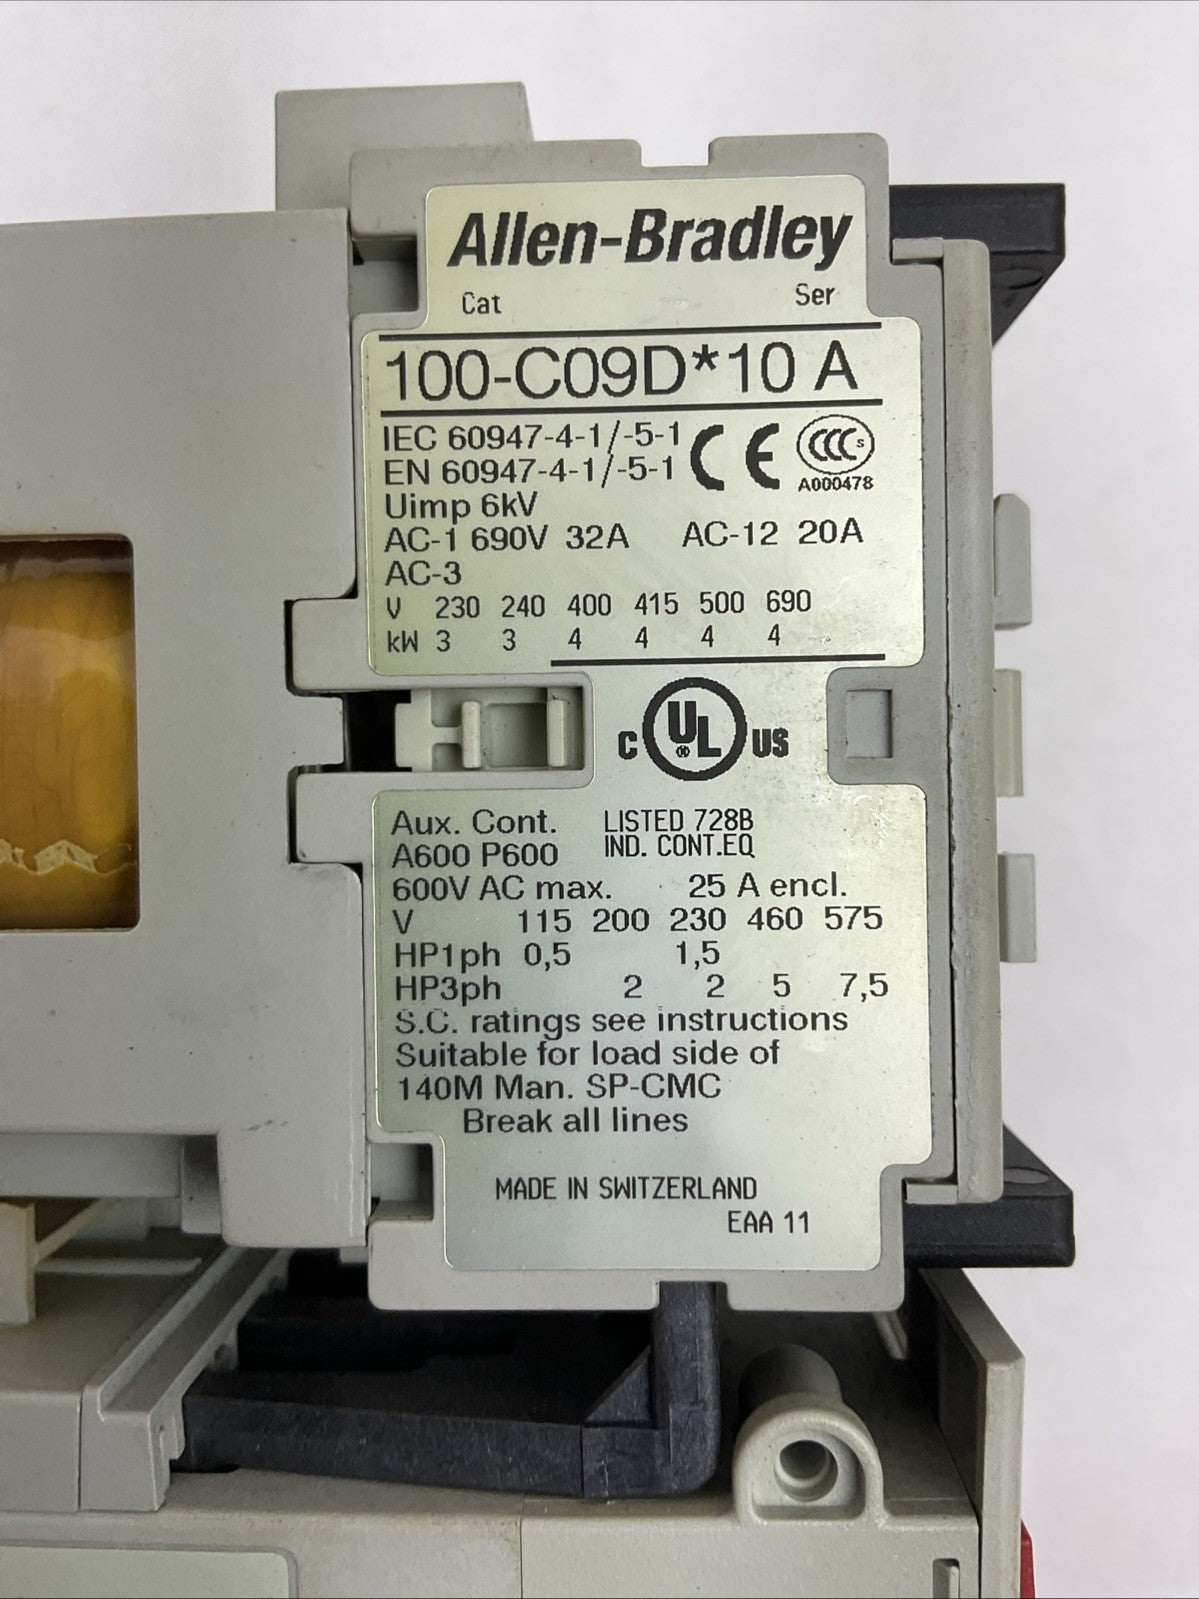 Allen-Bradley
Cat Ser
100-C09D*10 A
IEC 60947-4-1/-5-1
EN 60947-4-1/-5-1
CE
CCC S
A000478
Uimp 6kV
AC-1 690V 32A AC-12 20A
AC-3
V 230 240 400 415 500 690
kW 3 3 4 4 4 4
C UL ® US
Aux. Cont. LISTED 728B
A600 P600 IND. CONT.EQ
600V AC max. 25 A encl.
V 115 200 230 460 575
HP1ph 0,5 1,5
HP3ph 2 2 5 7,5
S.C. ratings see instructions
Suitable for load side of
140M Man. SP-CMC
Break all lines
MADE IN SWITZERLAND
EAA 11